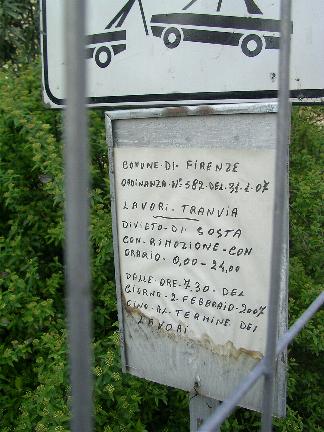 COMUNE·DI·FIRENZE
ORDINANZA·N°582·DEL·31·1·07
LAVORI·TRANVIA
DIVIETO·DI·SOSTA
CON·RIMOZIONE·CON
ORARIO·0,00-24,00
DALLE·ORE·7.30·DEL
GIORNO·2·FEBBRAIO·2007
FINO·AL·TERMINE·DEI
LAVORI